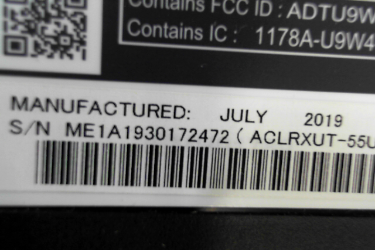 Contains FCC ID : ADTU9W
Contains IC : 1178A-U9W4
MANUFACTURED: JULY 2019
S/N ME1A1930172472 ( ACLRXUT-55U